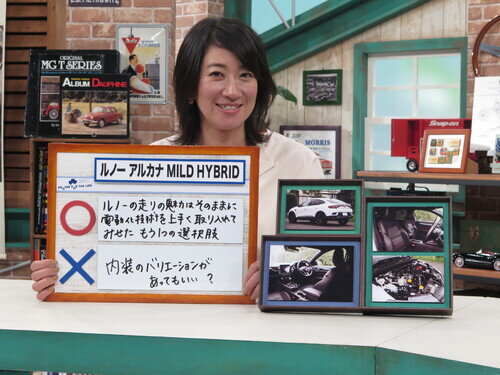 ORIGINAL
MG T SERIES
ALBUM DAUPHINE
MORRIS
Snap-on
ルノー アルカナ MILD HYBRID
ルノーの走りの魅力はそのままに
電動化技術を上手く取り入れて
みせた もう1つの選択肢
内装のバリエーションが
あってもいい？